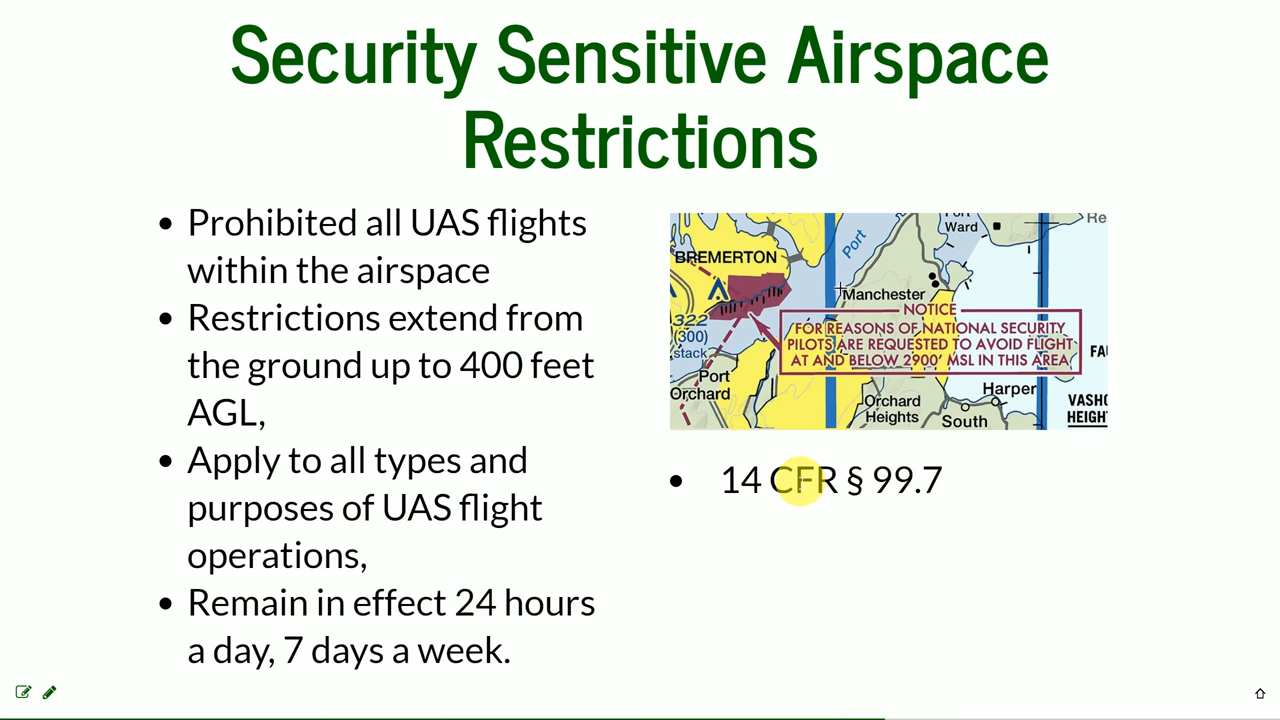 Security Sensitive Airspace
Restrictions
• Prohibited all UAS flights
within the airspace
• Restrictions extend from
the ground up to 400 feet
AGL,
• Apply to all types and
purposes of UAS flight
operations,
• Remain in effect 24 hours
a day, 7 days a week.
Ward
Re
Port
BREMERTON
Manchester
NOTICE
FOR REASONS OF NATIONAL SECURITY
PILOTS ARE REQUESTED TO AVOID FLIGHT
AT AND BELOW 2900' MSL IN THIS AREA
322
(300)
stack
FAU
Port
Orchard
Harper
Orchard
Heights
South
VASHO
HEIGHT
• 14 CFR § 99.7